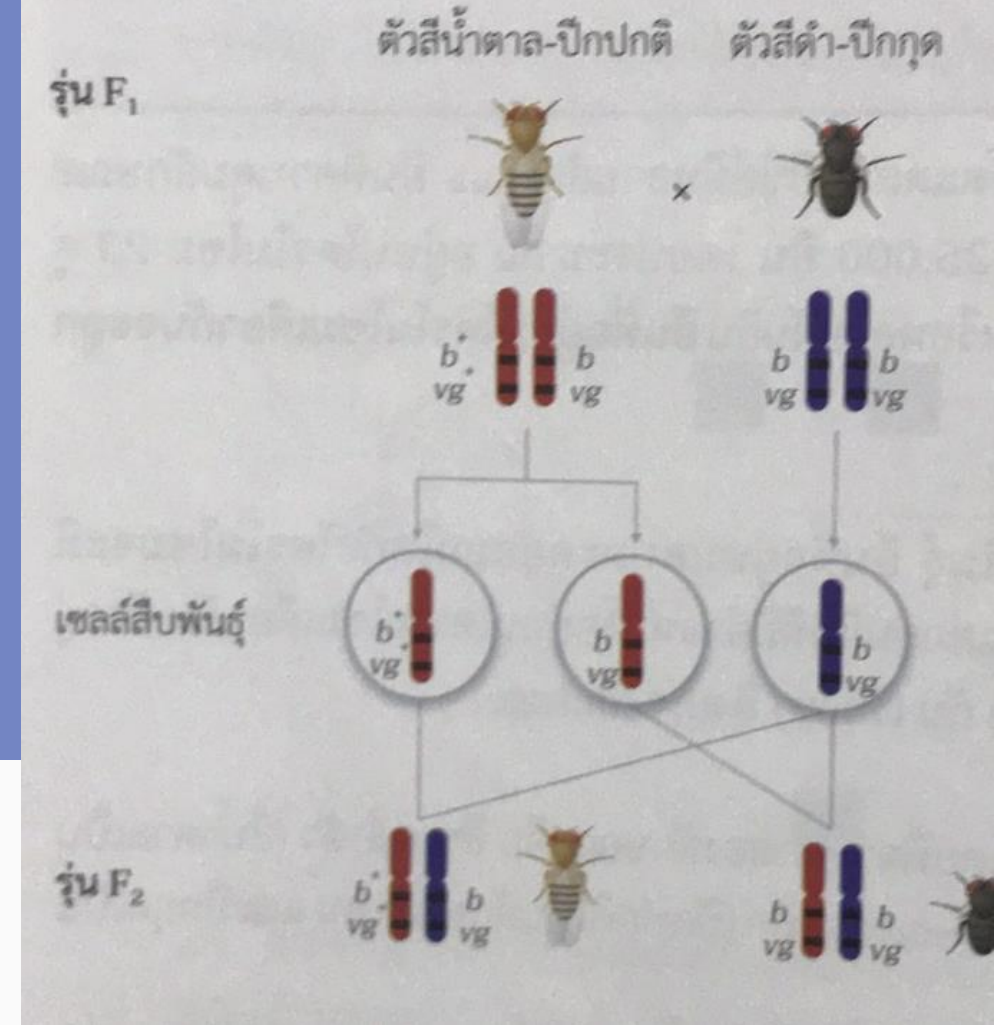 ตัวสีน้ำตาล-ปีกปกติ ตัวสีดำ-ปีกกุด
รุ่น F₁
×
b⁺ b b b
vg⁺ vg vg vg
เซลล์สืบพันธุ์
b⁺ b b
vg⁺ vg vg
รุ่น F₂
b⁺ b b b
vg⁺ vg vg vg